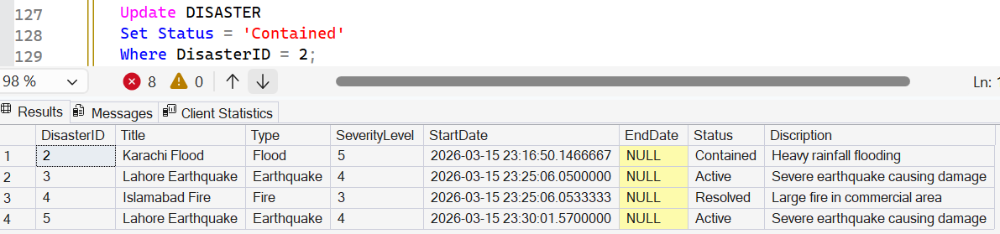 127 Update DISASTER
128 Set Status = 'Contained'
129 Where DisasterID = 2;
98 % 8 0 Ln: 1
Results Messages Client Statistics
DisasterID Title Type SeverityLevel StartDate EndDate Status Discription
1 2 Karachi Flood Flood 5 2026-03-15 23:16:50.1466667 NULL Contained Heavy rainfall flooding
2 3 Lahore Earthquake Earthquake 4 2026-03-15 23:25:06.0500000 NULL Active Severe earthquake causing damage
3 4 Islamabad Fire Fire 3 2026-03-15 23:25:06.0533333 NULL Resolved Large fire in commercial area
4 5 Lahore Earthquake Earthquake 4 2026-03-15 23:30:01.5700000 NULL Active Severe earthquake causing damage